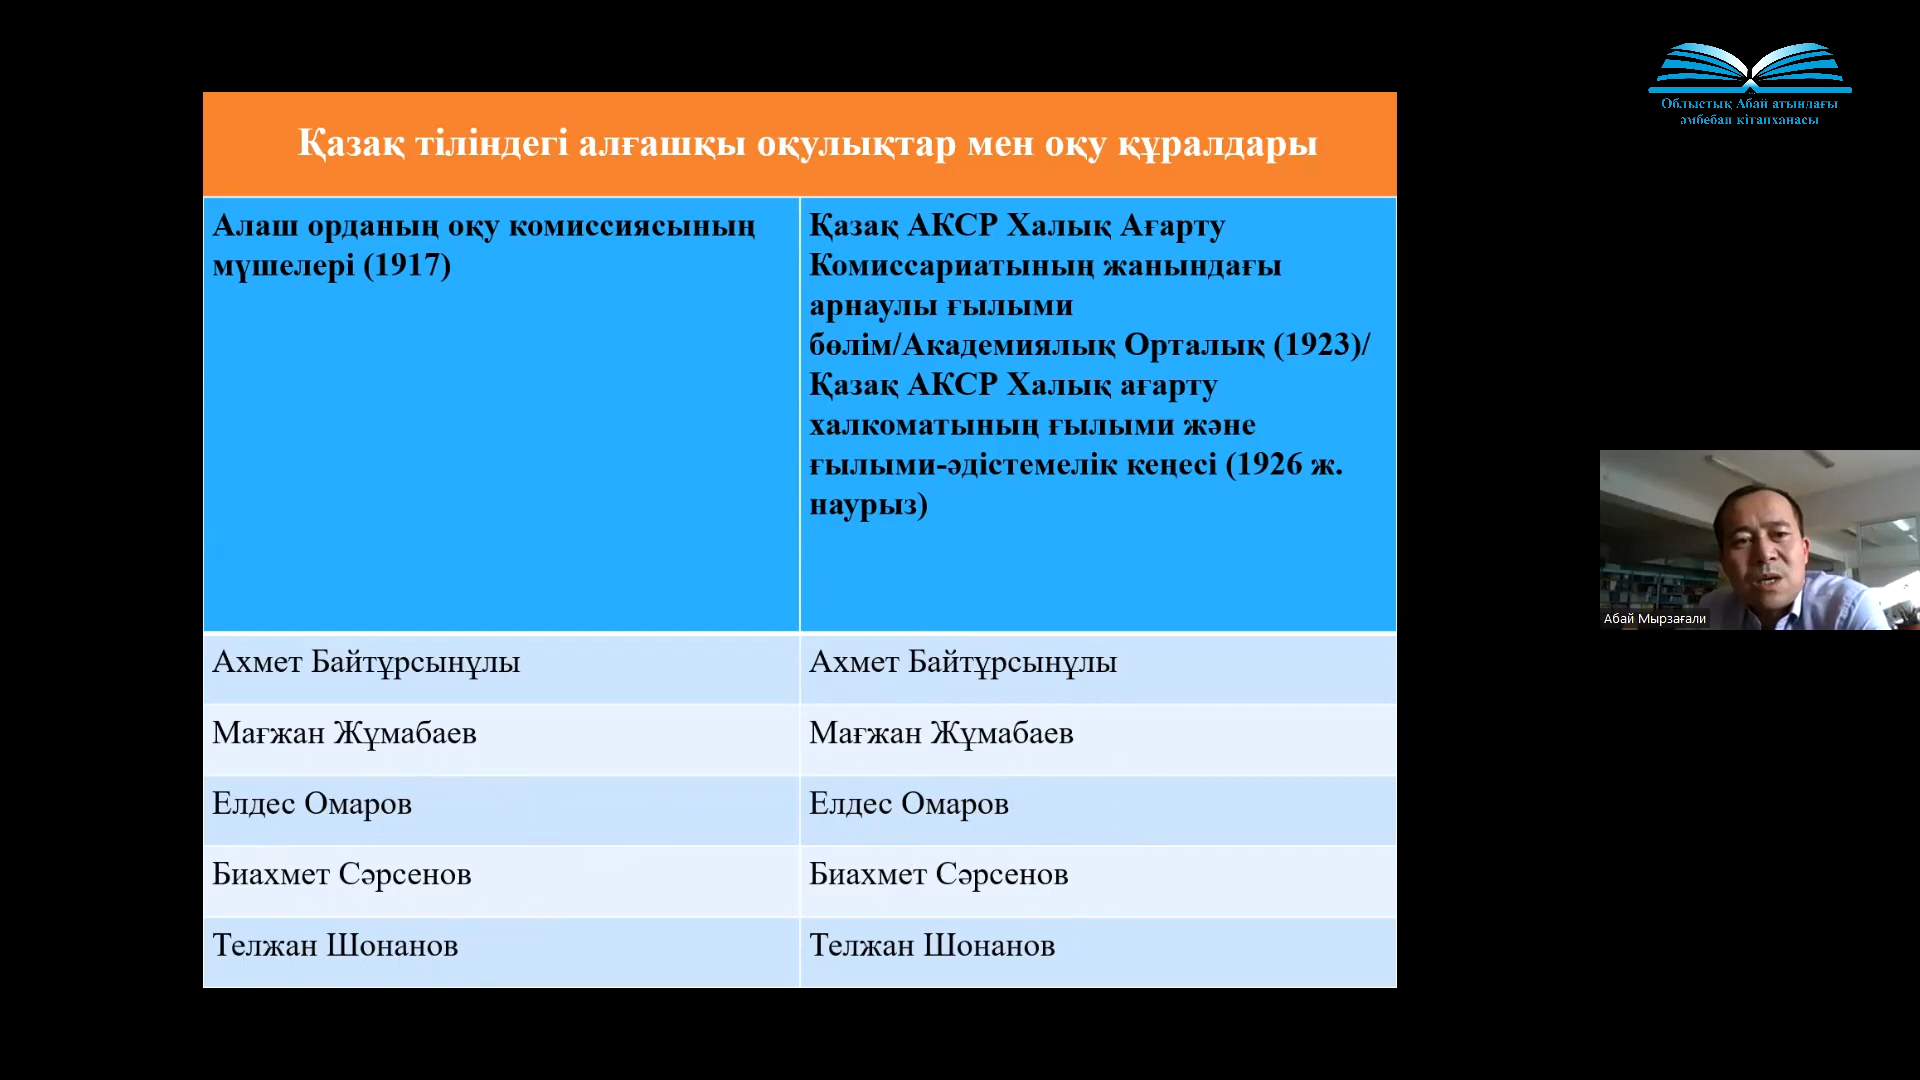 Облыстық Абай атындағы
әмбебап кітапханасы
Қазақ тіліндегі алғашқы оқулықтар мен оқу құралдары
Алаш орданың оқу комиссиясының
мүшелері (1917)
Қазақ АКСР Халық Ағарту
Комиссариатының жанындағы
арнаулы ғылыми
бөлім/Академиялық Орталық (1923)/
Қазақ АКСР Халық ағарту
халкоматының ғылыми және
ғылыми-әдістемелік кеңесі (1926 ж.
наурыз)
Ахмет Байтұрсынұлы
Ахмет Байтұрсынұлы
Мағжан Жұмабаев
Мағжан Жұмабаев
Елдес Омаров
Елдес Омаров
Биахмет Сәрсенов
Биахмет Сәрсенов
Телжан Шонанов
Телжан Шонанов
Абай Мырзағали